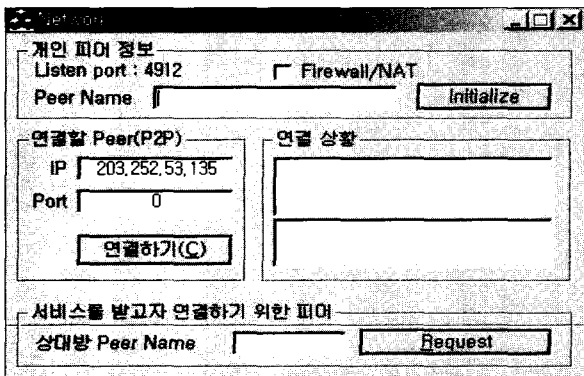 Network
개인 피어 정보
Listen port : 4912
Firewall/NAT
Peer Name
Initialize
연결할 Peer(P2P)
IP 203,252,53,135
Port 0
연결하기(C)
연결 상황
서비스를 받고자 연결하기 위한 피어
상대방 Peer Name
Request